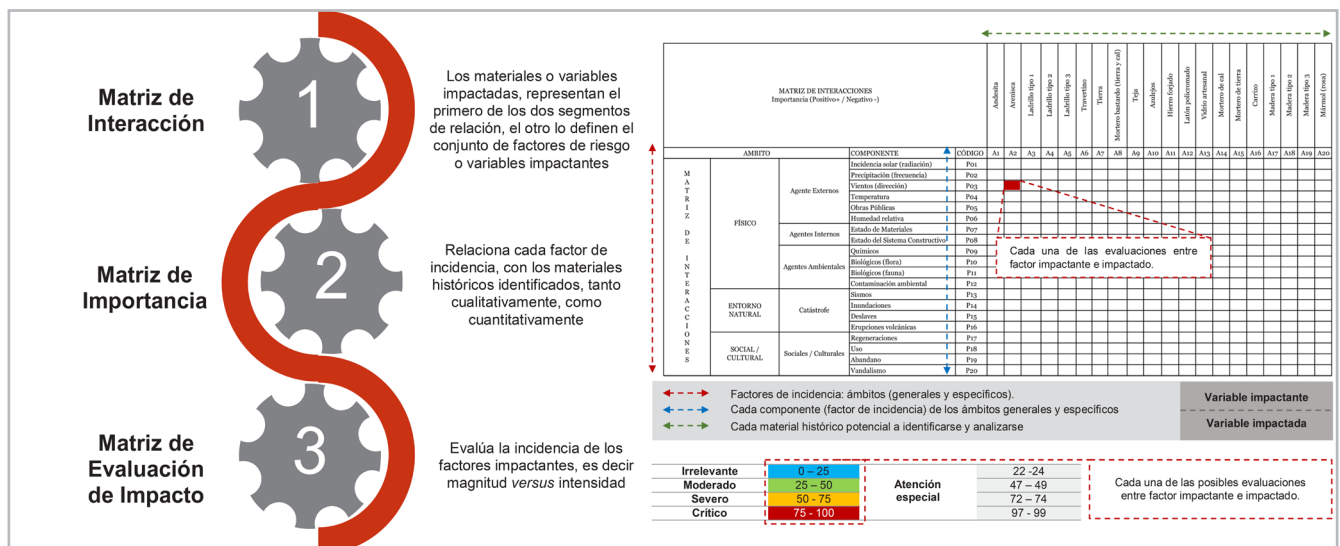 Matriz de
Interacción
1
Los materiales o variables
impactadas, representan el
primero de los dos segmentos
de relación, el otro lo definen el
conjunto de factores de riesgo
o variables impactantes
Matriz de
Importancia
2
Relaciona cada factor de
incidencia, con los materiales
históricos identificados, tanto
cualitativamente, como
cuantitativamente
Matriz de
Evaluación
de Impacto
3
Evalúa la incidencia de los
factores impactantes, es decir
magnitud versus intensidad
MATRIZ DE INTERACCIONES
Importancia (Positivo+ / Negativo -)
Andesita
Arenisca
Ladrillo tipo 1
Ladrillo tipo 2
Ladrillo tipo 3
Travertino
Tierra
Mortero bastardo (tierra y cal)
Teja
Azulejos
Hierro forjado
Latón policromado
Vidrio artesanal
Mortero de cal
Mortero de tierra
Carrizo
Madera tipo 1
Madera tipo 2
Madera tipo 3
Mármol (rosa)
AMBITO COMPONENTE CÓDIGO A1 A2 A3 A4 A5 A6 A7 A8 A9 A10 A11 A12 A13 A14 A15 A16 A17 A18 A19 A20
MATRIZ DE INTERACCIONES
FÍSICO
Agente Externos
Incidencia solar (radiación) P01
Precipitación (frecuencia) P02
Vientos (dirección) P03
Temperatura P04
Obras Públicas P05
Humedad relativa P06
Agentes Internos
Estado de Materiales P07
Estado del Sistema Constructivo P08
Agentes Ambientales
Químicos P09
Biológicos (flora) P10
Biológicos (fauna) P11
Contaminación ambiental P12
ENTORNO
NATURAL
Catástrofe
Sismos P13
Inundaciones P14
Deslaves P15
Erupciones volcánicas P16
SOCIAL /
CULTURAL
Sociales / Culturales
Regeneraciones P17
Uso P18
Abandano P19
Vandalismo P20
Cada una de las evaluaciones entre
factor impactante e impactado.
Factores de incidencia: ámbitos (generales y específicos).
Cada componente (factor de incidencia) de los ámbitos generales y específicos
Cada material histórico potencial a identificarse y analizarse
Variable impactante
Variable impactada
Irrelevante 0 – 25 22 -24
Moderado 25 – 50 47 – 49
Severo 50 - 75 72 – 74
Crítico 75 - 100 97 - 99
Atención
especial
Cada una de las posibles evaluaciones
entre factor impactante e impactado.